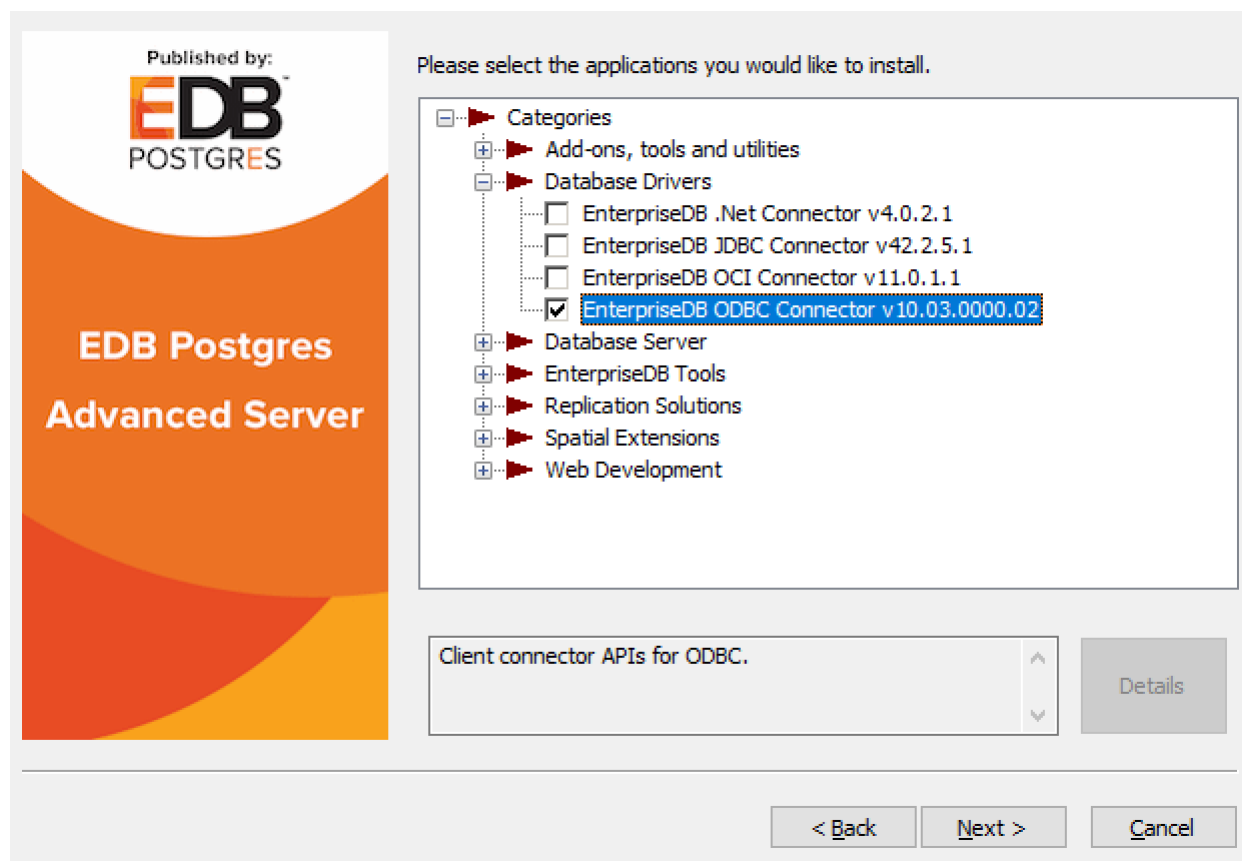 Published by:
EDB™
POSTGRES
EDB Postgres
Advanced Server
Please select the applications you would like to install.
Categories
Add-ons, tools and utilities
Database Drivers
EnterpriseDB .Net Connector v4.0.2.1
EnterpriseDB JDBC Connector v42.2.5.1
EnterpriseDB OCI Connector v11.0.1.1
EnterpriseDB ODBC Connector v10.03.0000.02
Database Server
EnterpriseDB Tools
Replication Solutions
Spatial Extensions
Web Development
Client connector APIs for ODBC.
Details
< Back
Next >
Cancel